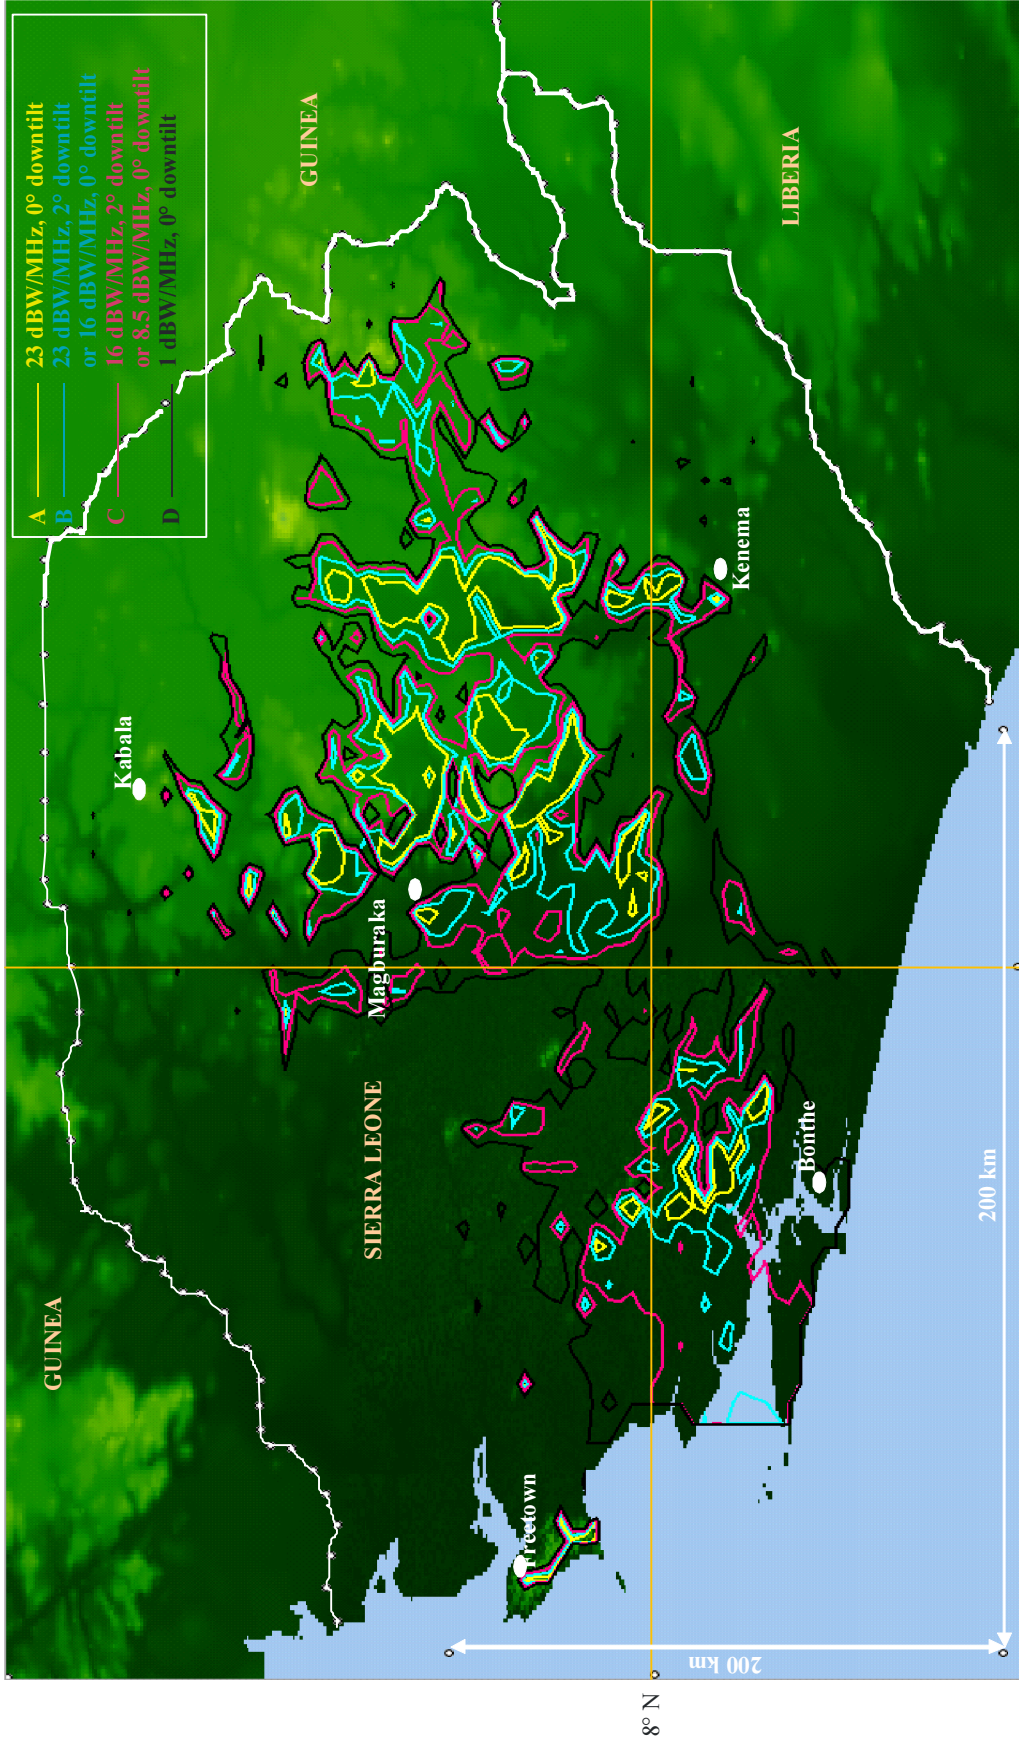 A 23 dBW/MHz, 0° downtilt
B 23 dBW/MHz, 2° downtilt
or 16 dBW/MHz, 0° downtilt
C 16 dBW/MHz, 2° downtilt
or 8.5 dBW/MHz, 0° downtilt
D 1 dBW/MHz, 0° downtilt
GUINEA
Kabala
GUINEA
Magburaka
SIERRA LEONE
Freetown
Kenema
LIBERIA
Bonthe
8° N
200 km
200 km